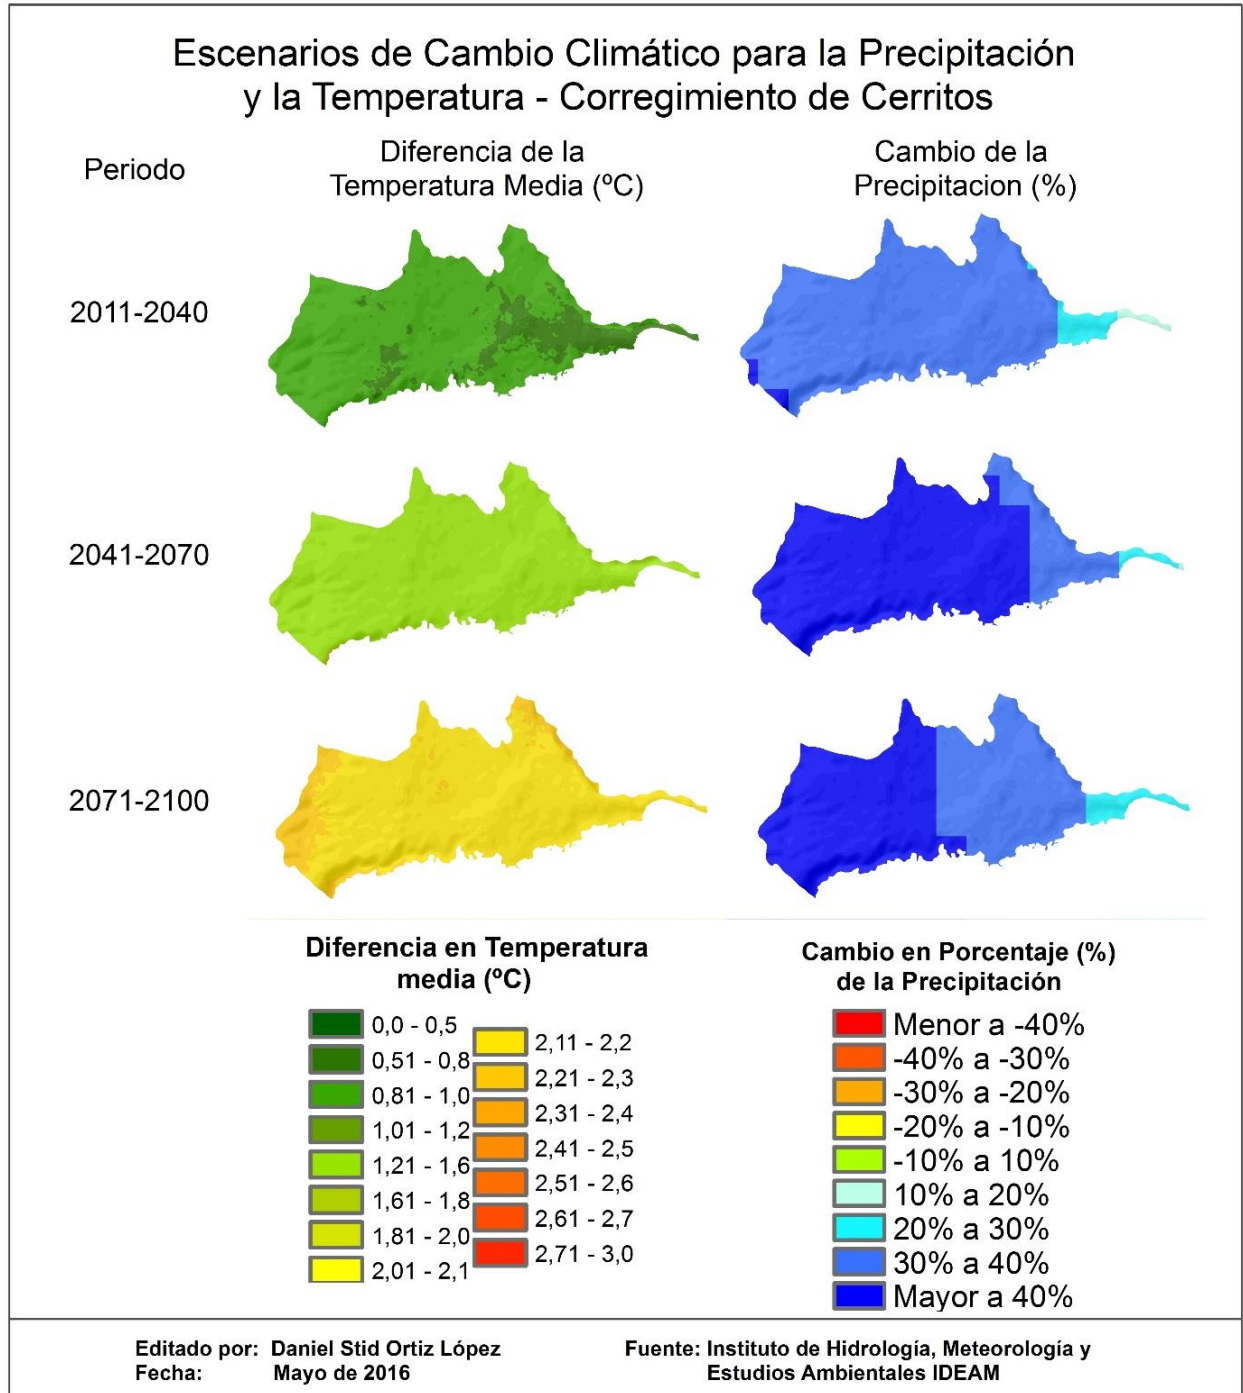 Escenarios de Cambio Climático para la Precipitación
y la Temperatura - Corregimiento de Cerritos
Periodo
Diferencia de la
Temperatura Media (ºC)
Cambio de la
Precipitacion (%)
2011-2040
2041-2070
2071-2100
Diferencia en Temperatura
media (ºC)
0,0 - 0,5
0,51 - 0,8
0,81 - 1,0
1,01 - 1,2
1,21 - 1,6
1,61 - 1,8
1,81 - 2,0
2,01 - 2,1
2,11 - 2,2
2,21 - 2,3
2,31 - 2,4
2,41 - 2,5
2,51 - 2,6
2,61 - 2,7
2,71 - 3,0
Cambio en Porcentaje (%)
de la Precipitación
Menor a -40%
-40% a -30%
-30% a -20%
-20% a -10%
-10% a 10%
10% a 20%
20% a 30%
30% a 40%
Mayor a 40%
Editado por: Daniel Stid Ortiz López
Fecha: Mayo de 2016
Fuente: Instituto de Hidrología, Meteorología y
Estudios Ambientales IDEAM